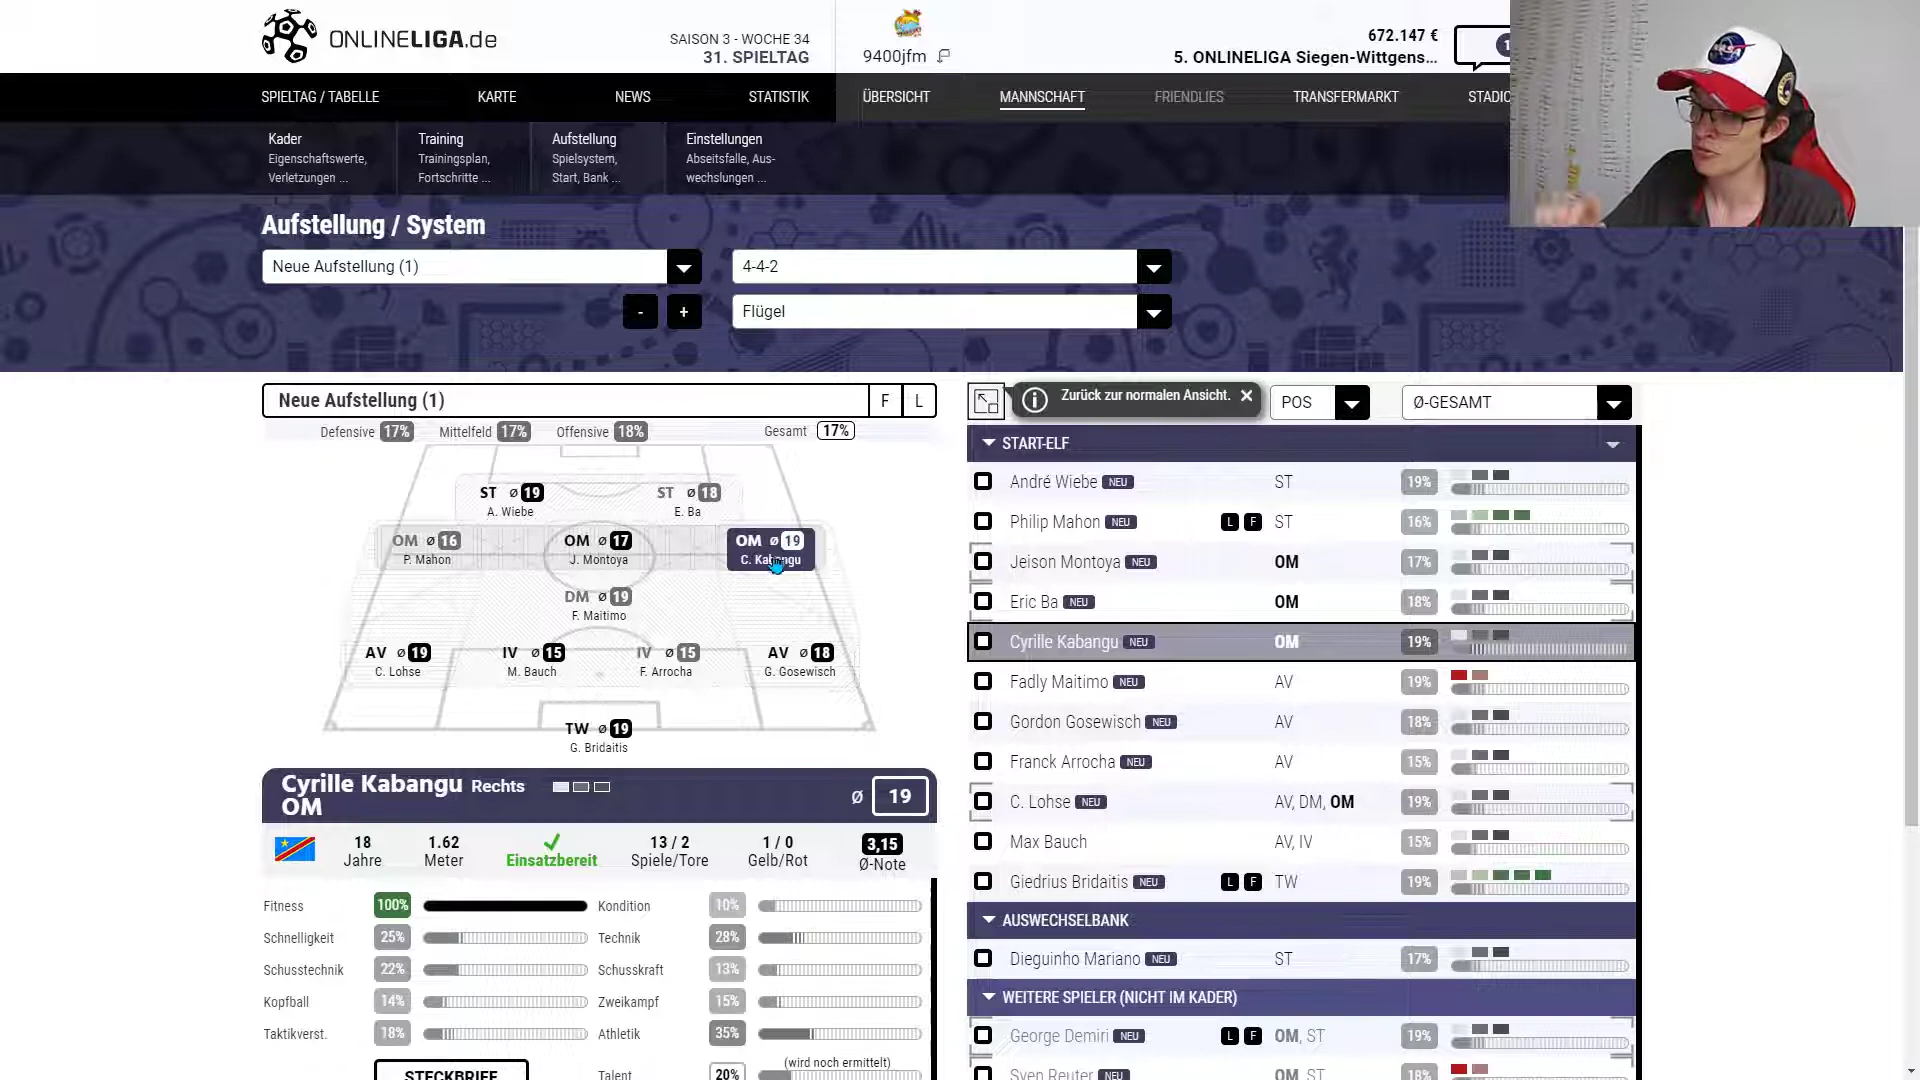 ONLINELIGA.de
SAISON 3 - WOCHE 34
31. SPIELTAG
9400jfm
672.147 €
5. ONLINELIGA Siegen-Wittgens...
1
SPIELTAG / TABELLE
KARTE
NEWS
STATISTIK
ÜBERSICHT
MANNSCHAFT
FRIENDLIES
TRANSFERMARKT
STADIO
NASA
Kader
Eigenschaftswerte,
Verletzungen ...
Training
Trainingsplan,
Fortschritte ...
Aufstellung
Spielsystem,
Start, Bank ...
Einstellungen
Abseitsfalle, Aus-
wechslungen ...
Aufstellung / System
Neue Aufstellung (1)
4-4-2
- +
Flügel
Neue Aufstellung (1) F L
Defensive 17% Mittelfeld 17% Offensive 18% Gesamt 17%
ST ø 19
A. Wiebe
ST ø 18
E. Ba
OM ø 16
P. Mahon
OM ø 17
J. Montoya
OM ø 19
C. Kabangu
DM ø 19
F. Maitimo
AV ø 19
C. Lohse
IV ø 15
M. Bauch
IV ø 15
F. Arrocha
AV ø 18
G. Gosewisch
TW ø 19
G. Bridaitis
Cyrille Kabangu Rechts
OM
ø 19
18
Jahre
1.62
Meter
Einsatzbereit
13 / 2
Spiele/Tore
1 / 0
Gelb/Rot
3,15
Ø-Note
Fitness 100% Kondition 10%
Schnelligkeit 25% Technik 28%
Schusstechnik 22% Schusskraft 13%
Kopfball 14% Zweikampf 15%
Taktikverst. 18% Athletik 35%
(wird noch ermittelt)
STECKBRIEF Talent 20%
Zurück zur normalen Ansicht.
POS
Ø-GESAMT
START-ELF
André Wiebe NEU ST 19%
Philip Mahon NEU L F ST 16%
Jeison Montoya NEU OM 17%
Eric Ba NEU OM 18%
Cyrille Kabangu NEU OM 19%
Fadly Maitimo NEU AV 19%
Gordon Gosewisch NEU AV 18%
Franck Arrocha NEU AV 15%
C. Lohse NEU AV, DM, OM 19%
Max Bauch AV, IV 15%
Giedrius Bridaitis NEU L F TW 19%
AUSWECHSELBANK
Dieguinho Mariano NEU ST 17%
WEITERE SPIELER (NICHT IM KADER)
George Demiri NEU L F OM, ST 19%
Sven Reuter NEU OM, ST 18%